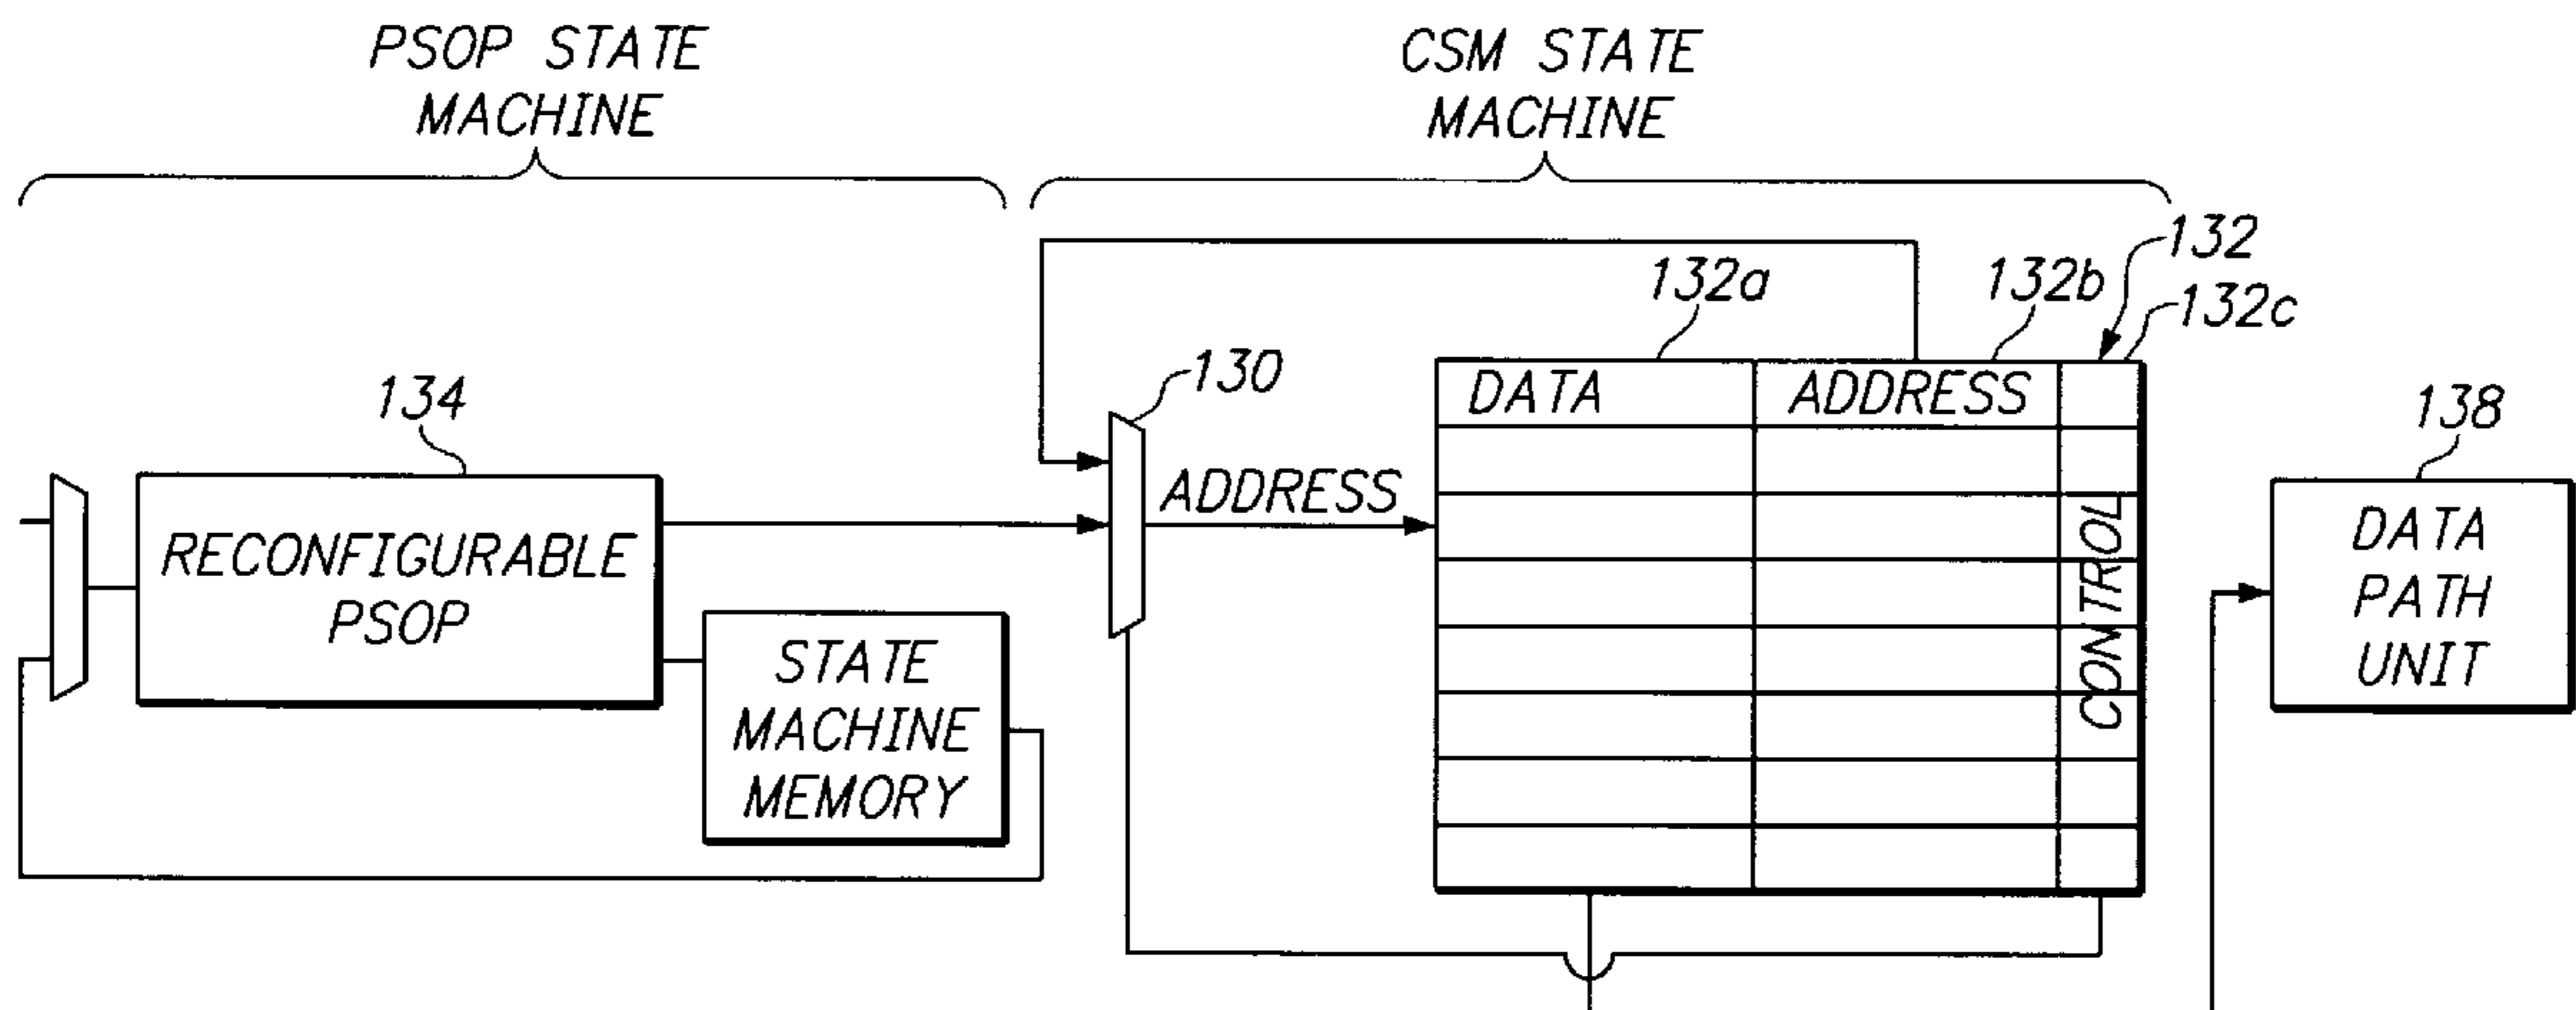 PSOP STATE
MACHINE
CSM STATE
MACHINE
132
132a
132b
132c
130
134
138
DATA
ADDRESS
ADDRESS
CONTROL
RECONFIGURABLE
PSOP
STATE
MACHINE
MEMORY
DATA
PATH
UNIT